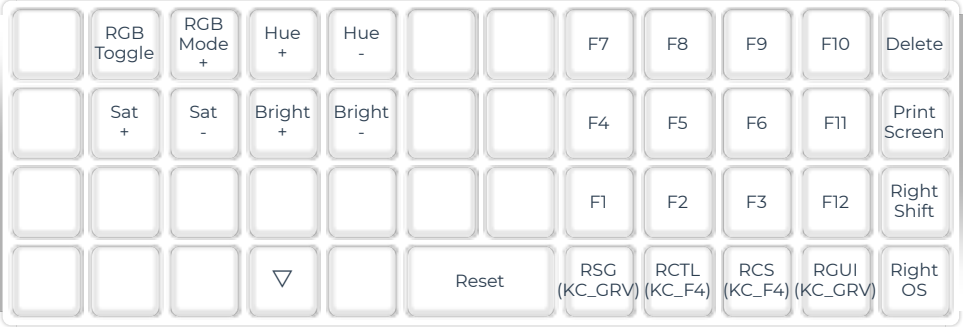 RGB Toggle
RGB Mode +
Hue +
Hue -
F7
F8
F9
F10
Delete
Sat +
Sat -
Bright +
Bright -
F4
F5
F6
F11
Print Screen
F1
F2
F3
F12
Right Shift
Reset
RSG (KC_GRV)
RCTL (KC_F4)
RCS (KC_F4)
RGUI (KC_GRV)
Right OS